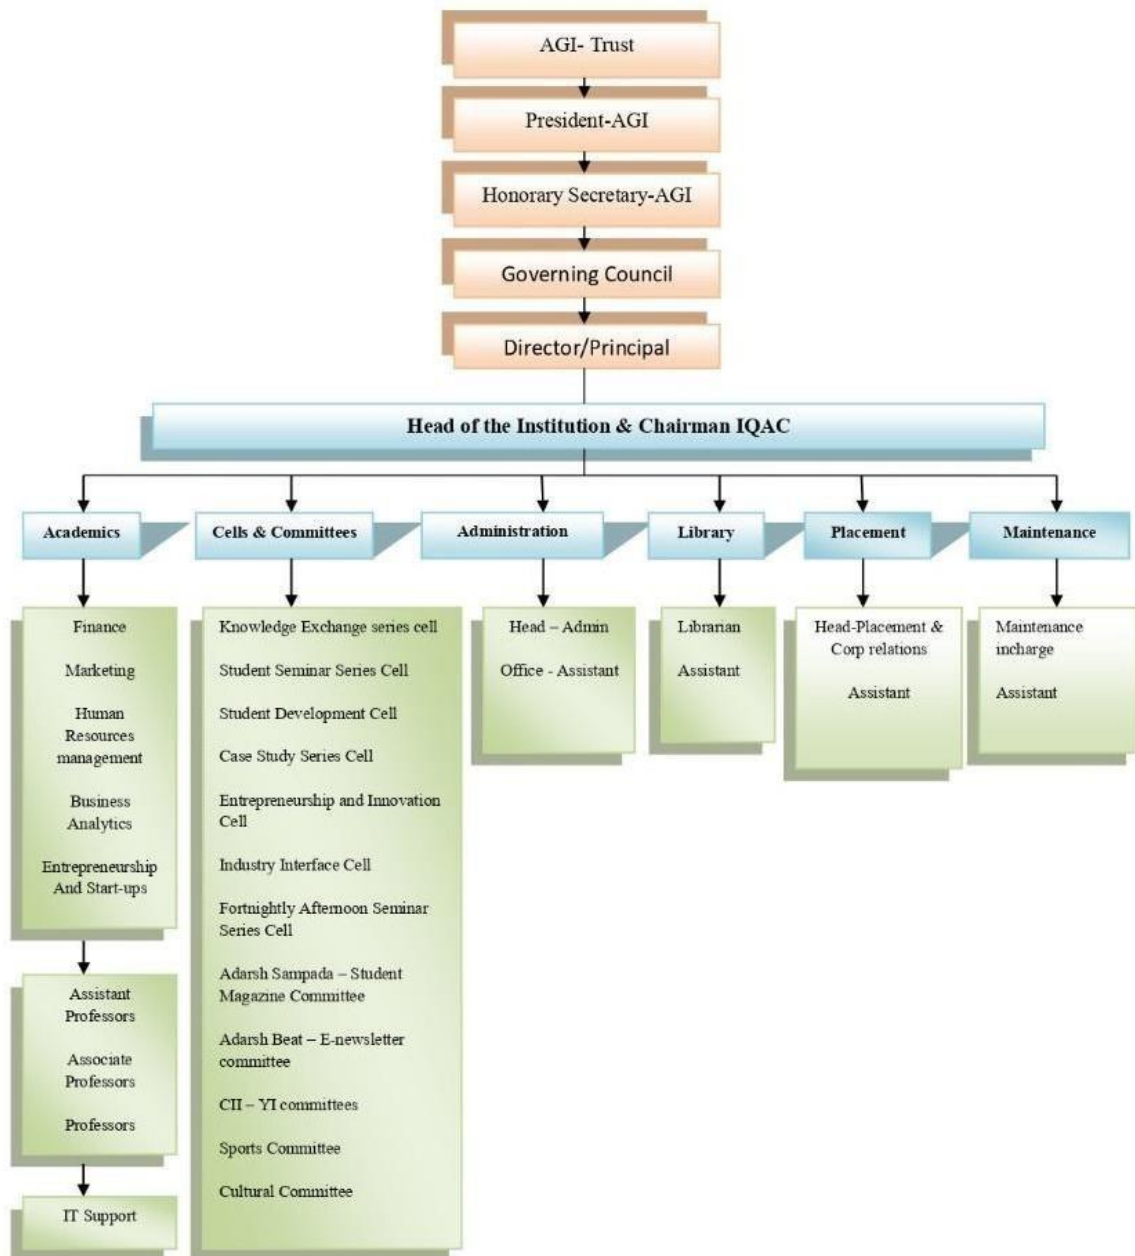 AGI- Trust
President-AGI
Honorary Secretary-AGI
Governing Council
Director/Principal
Head of the Institution & Chairman IQAC
Academics
Cells & Committees
Administration
Library
Placement
Maintenance
Finance
Marketing
Human
Resources
management
Business
Analytics
Entrepreneurship
And Start-ups
Assistant
Professors
Associate
Professors
Professors
IT Support
Knowledge Exchange series cell
Student Seminar Series Cell
Student Development Cell
Case Study Series Cell
Entrepreneurship and Innovation
Cell
Industry Interface Cell
Fortnightly Afternoon Seminar
Series Cell
Adarsh Sampada – Student
Magazine Committee
Adarsh Beat – E-newsletter
committee
CII – YI committees
Sports Committee
Cultural Committee
Head – Admin
Office - Assistant
Librarian
Assistant
Head-Placement &
Corp relations
Assistant
Maintenance
incharge
Assistant